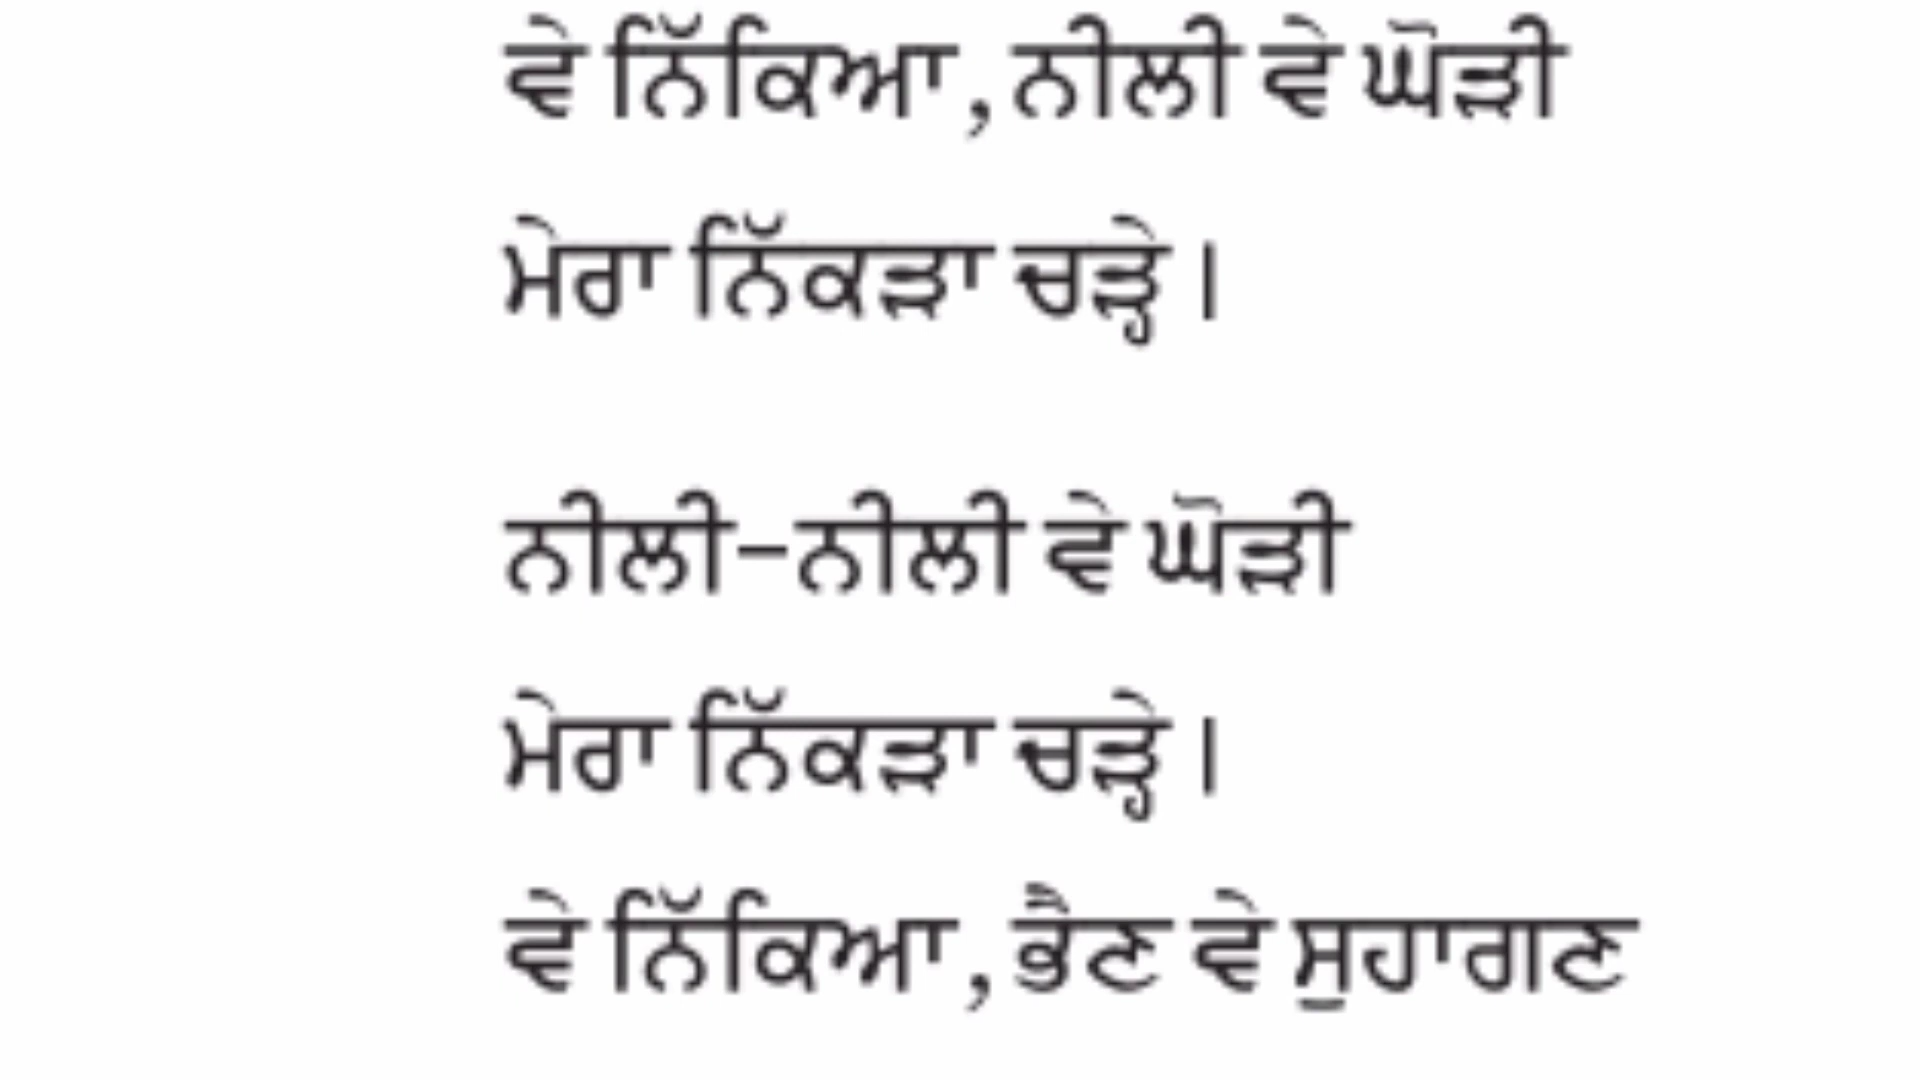 ਵੇ ਨਿੱਕਿਆ, ਨੀਲੀ ਵੇ ਘੋੜੀ
ਮੇਰਾ ਨਿੱਕੜਾ ਚੜ੍ਹੇ।
ਨੀਲੀ-ਨੀਲੀ ਵੇ ਘੋੜੀ
ਮੇਰਾ ਨਿੱਕੜਾ ਚੜ੍ਹੇ।
ਵੇ ਨਿੱਕਿਆ, ਭੈਣ ਵੇ ਸੁਹਾਗਣ